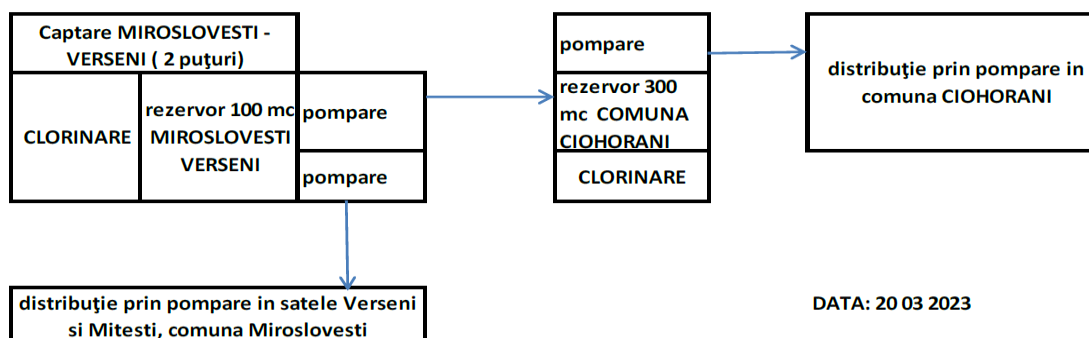 Captare MIROSLOVESTI -
VERSENI ( 2 puţuri)
CLORINARE
rezervor 100 mc
MIROSLOVESTI
VERSENI
pompare
pompare
pompare
rezervor 300
mc COMUNA
CIOHORANI
CLORINARE
distribuţie prin pompare in
comuna CIOHORANI
distribuţie prin pompare in satele Verseni
si Mitesti, comuna Miroslovesti
DATA: 20 03 2023